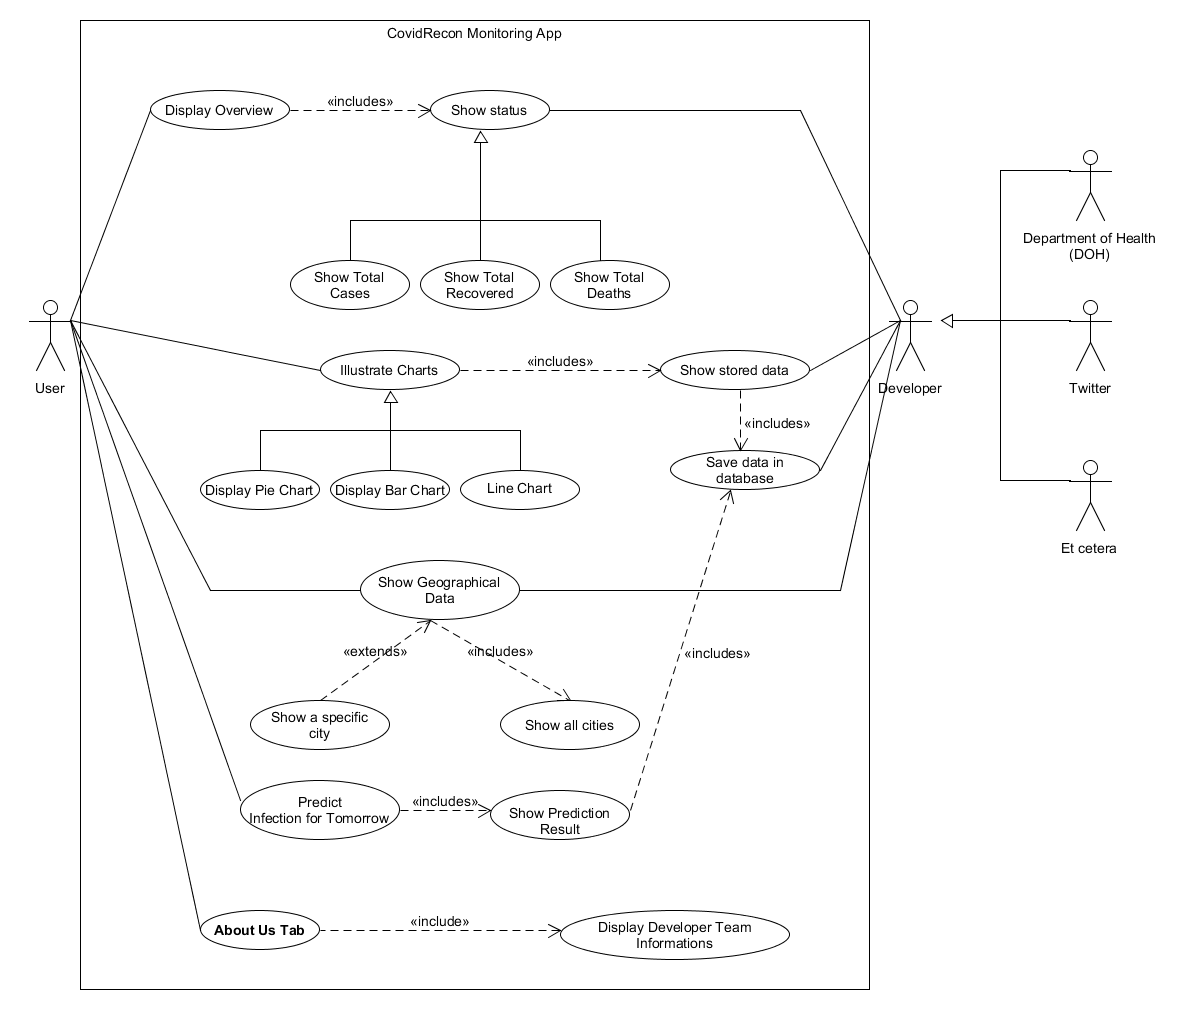 CovidRecon Monitoring App
Display Overview
«includes»
Show status
Show Total
Cases
Show Total
Recovered
Show Total
Deaths
Department of Health
(DOH)
User
Illustrate Charts
«includes»
Show stored data
Developer
Twitter
«includes»
Display Pie Chart
Display Bar Chart
Line Chart
Save data in
database
Et cetera
Show Geographical
Data
«extends»
«includes»
«includes»
Show a specific
city
Show all cities
Predict
Infection for Tomorrow
«includes»
Show Prediction
Result
About Us Tab
«include»
Display Developer Team
Informations